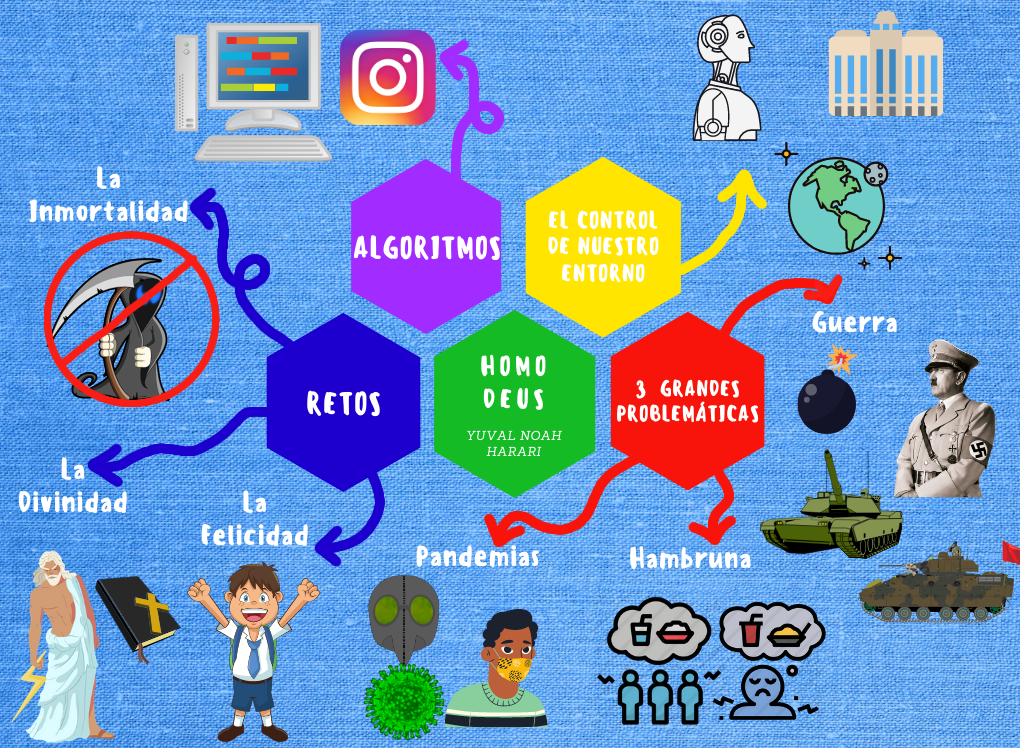 La
Inmortalidad
ALGORITMOS
EL CONTROL
DE NUESTRO
ENTORNO
Guerra
RETOS
HOMO
DEUS
YUVAL NOAH
HARARI
3 GRANDES
PROBLEMÁTICAS
La
Divinidad
La
Felicidad
Pandemias
Hambruna